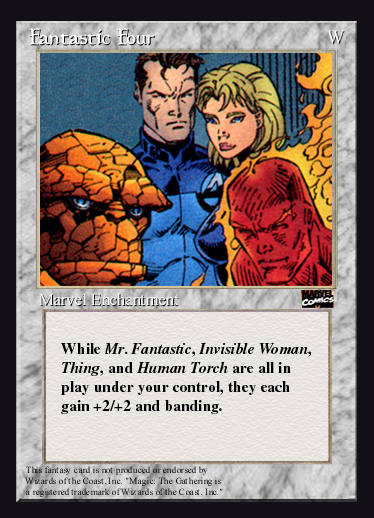 Fantastic Four W
Marvel Enchantment
MARVEL
COMICS
While Mr. Fantastic, Invisible Woman,
Thing, and Human Torch are all in
play under your control, they each
gain +2/+2 and banding.
This fantasy card is not produced or endorsed by
Wizards of the Coast, Inc. "Magic: The Gathering is
a registered trademark of Wizards of the Coast, Inc."